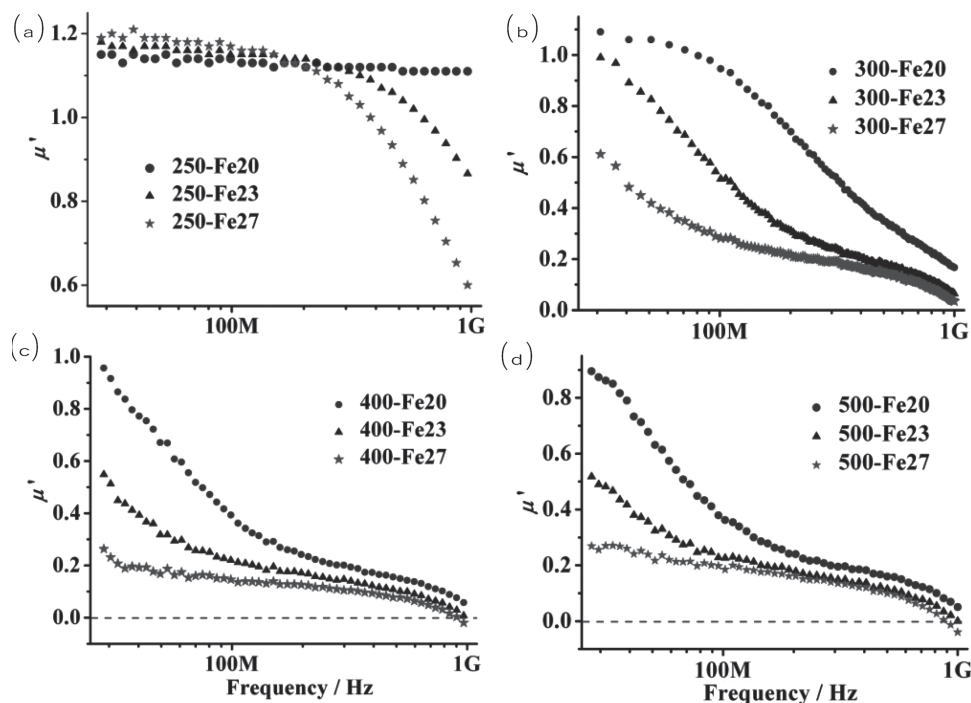 (a)
1.2
1.0
0.8
0.6
μ'
250-Fe20
250-Fe23
250-Fe27
100M
1G
(b)
1.0
0.8
0.6
0.4
0.2
0.0
μ'
300-Fe20
300-Fe23
300-Fe27
100M
1G
(c)
1.0
0.8
0.6
0.4
0.2
0.0
μ'
400-Fe20
400-Fe23
400-Fe27
100M
1G
Frequency / Hz
(d)
0.8
0.6
0.4
0.2
0.0
μ'
500-Fe20
500-Fe23
500-Fe27
100M
1G
Frequency / Hz